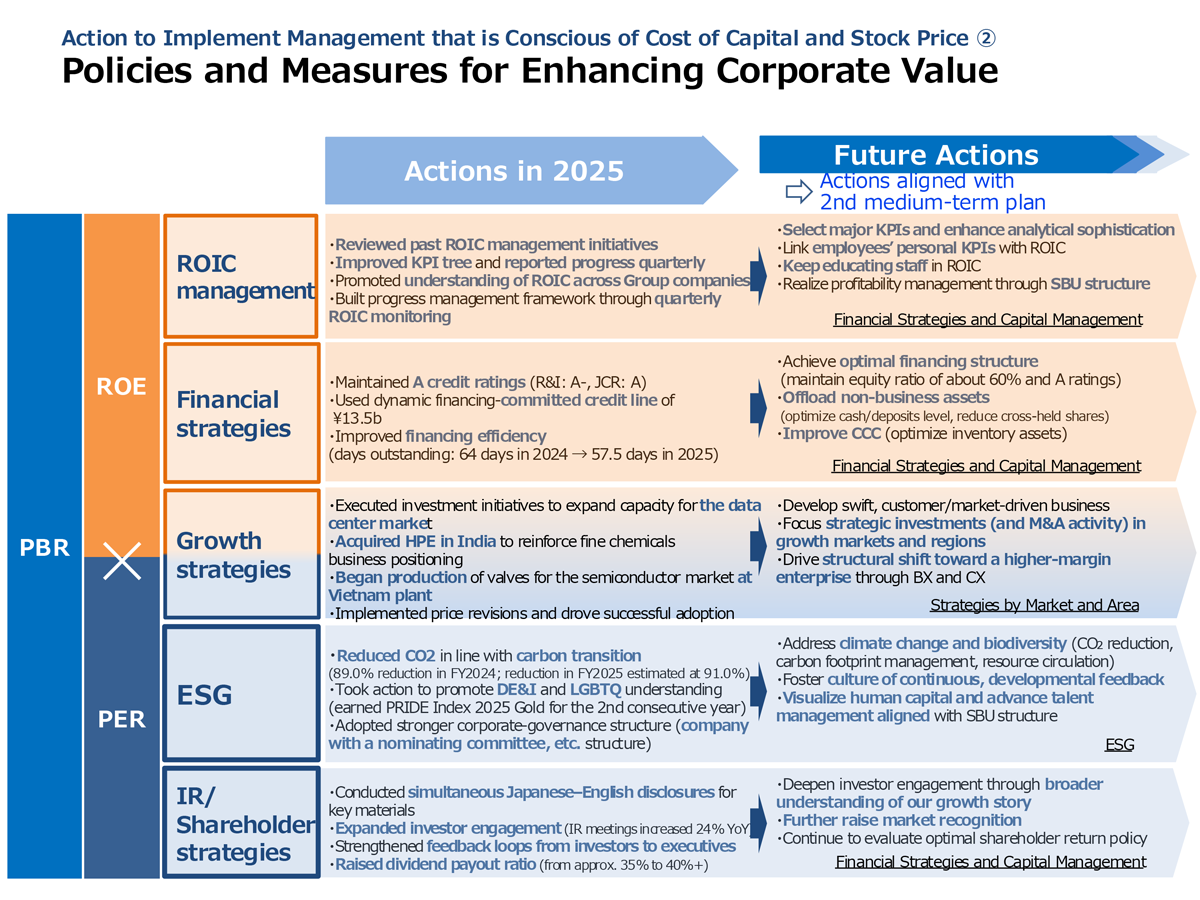 Action to Implement Management that is Conscious of Cost of Capital and Stock Price ②
Policies and Measures for Enhancing Corporate Value
Actions in 2025
Future Actions
Actions aligned with
2nd medium-term plan
PBR
ROE
PER
ROIC
management
・Reviewed past ROIC management initiatives
・Improved KPI tree and reported progress quarterly
・Promoted understanding of ROIC across Group companies
・Built progress management framework through quarterly
ROIC monitoring
・Select major KPIs and enhance analytical sophistication
・Link employees' personal KPIs with ROIC
・Keep educating staff in ROIC
・Realize profitability management through SBU structure
Financial Strategies and Capital Management
Financial
strategies
・Maintained A credit ratings (R&I: A-, JCR: A)
・Used dynamic financing-committed credit line of
¥13.5b
・Improved financing efficiency
(days outstanding: 64 days in 2024 → 57.5 days in 2025)
・Achieve optimal financing structure
(maintain equity ratio of about 60% and A ratings)
・Offload non-business assets
(optimize cash/deposits level, reduce cross-held shares)
・Improve CCC (optimize inventory assets)
Financial Strategies and Capital Management
Growth
strategies
・Executed investment initiatives to expand capacity for the data
center market
・Acquired HPE in India to reinforce fine chemicals
business positioning
・Began production of valves for the semiconductor market at
Vietnam plant
・Implemented price revisions and drove successful adoption
・Develop swift, customer/market-driven business
・Focus strategic investments (and M&A activity) in
growth markets and regions
・Drive structural shift toward a higher-margin
enterprise through BX and CX
Strategies by Market and Area
ESG
・Reduced CO2 in line with carbon transition
(89.0% reduction in FY2024; reduction in FY2025 estimated at 91.0%)
・Took action to promote DE&I and LGBTQ understanding
(earned PRIDE Index 2025 Gold for the 2nd consecutive year)
・Adopted stronger corporate-governance structure (company
with a nominating committee, etc. structure)
・Address climate change and biodiversity (CO₂ reduction,
carbon footprint management, resource circulation)
・Foster culture of continuous, developmental feedback
・Visualize human capital and advance talent
management aligned with SBU structure
ESG
IR/
Shareholder
strategies
・Conducted simultaneous Japanese–English disclosures for
key materials
・Expanded investor engagement (IR meetings increased 24% YoY
・Strengthened feedback loops from investors to executives
・Raised dividend payout ratio (from approx. 35% to 40%+)
・Deepen investor engagement through broader
understanding of our growth story
・Further raise market recognition
・Continue to evaluate optimal shareholder return policy
Financial Strategies and Capital Management